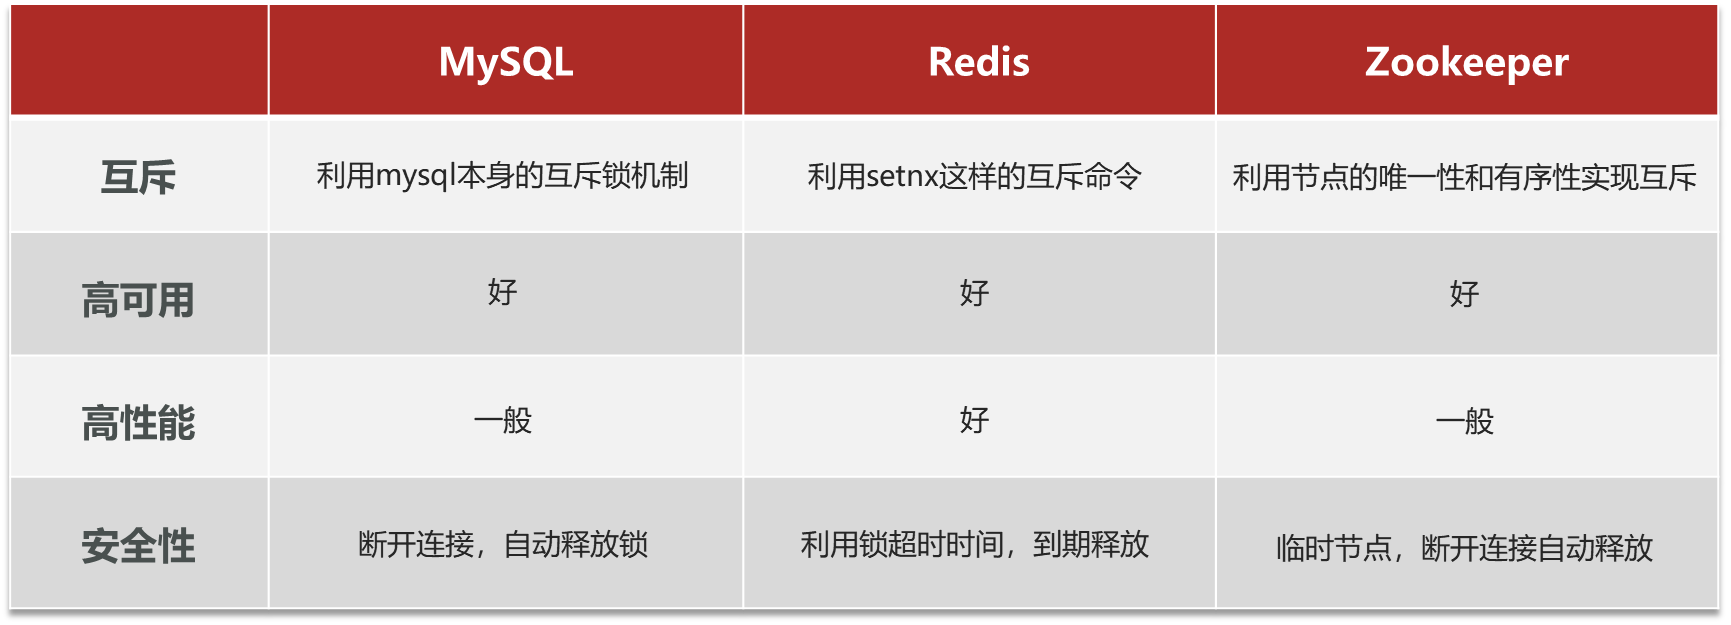 MySQL Redis Zookeeper
互斥 利用mysql本身的互斥锁机制 利用setnx这样的互斥命令 利用节点的唯一性和有序性实现互斥
高可用 好 好 好
高性能 一般 好 一般
安全性 断开连接，自动释放锁 利用锁超时时间，到期释放 临时节点，断开连接自动释放